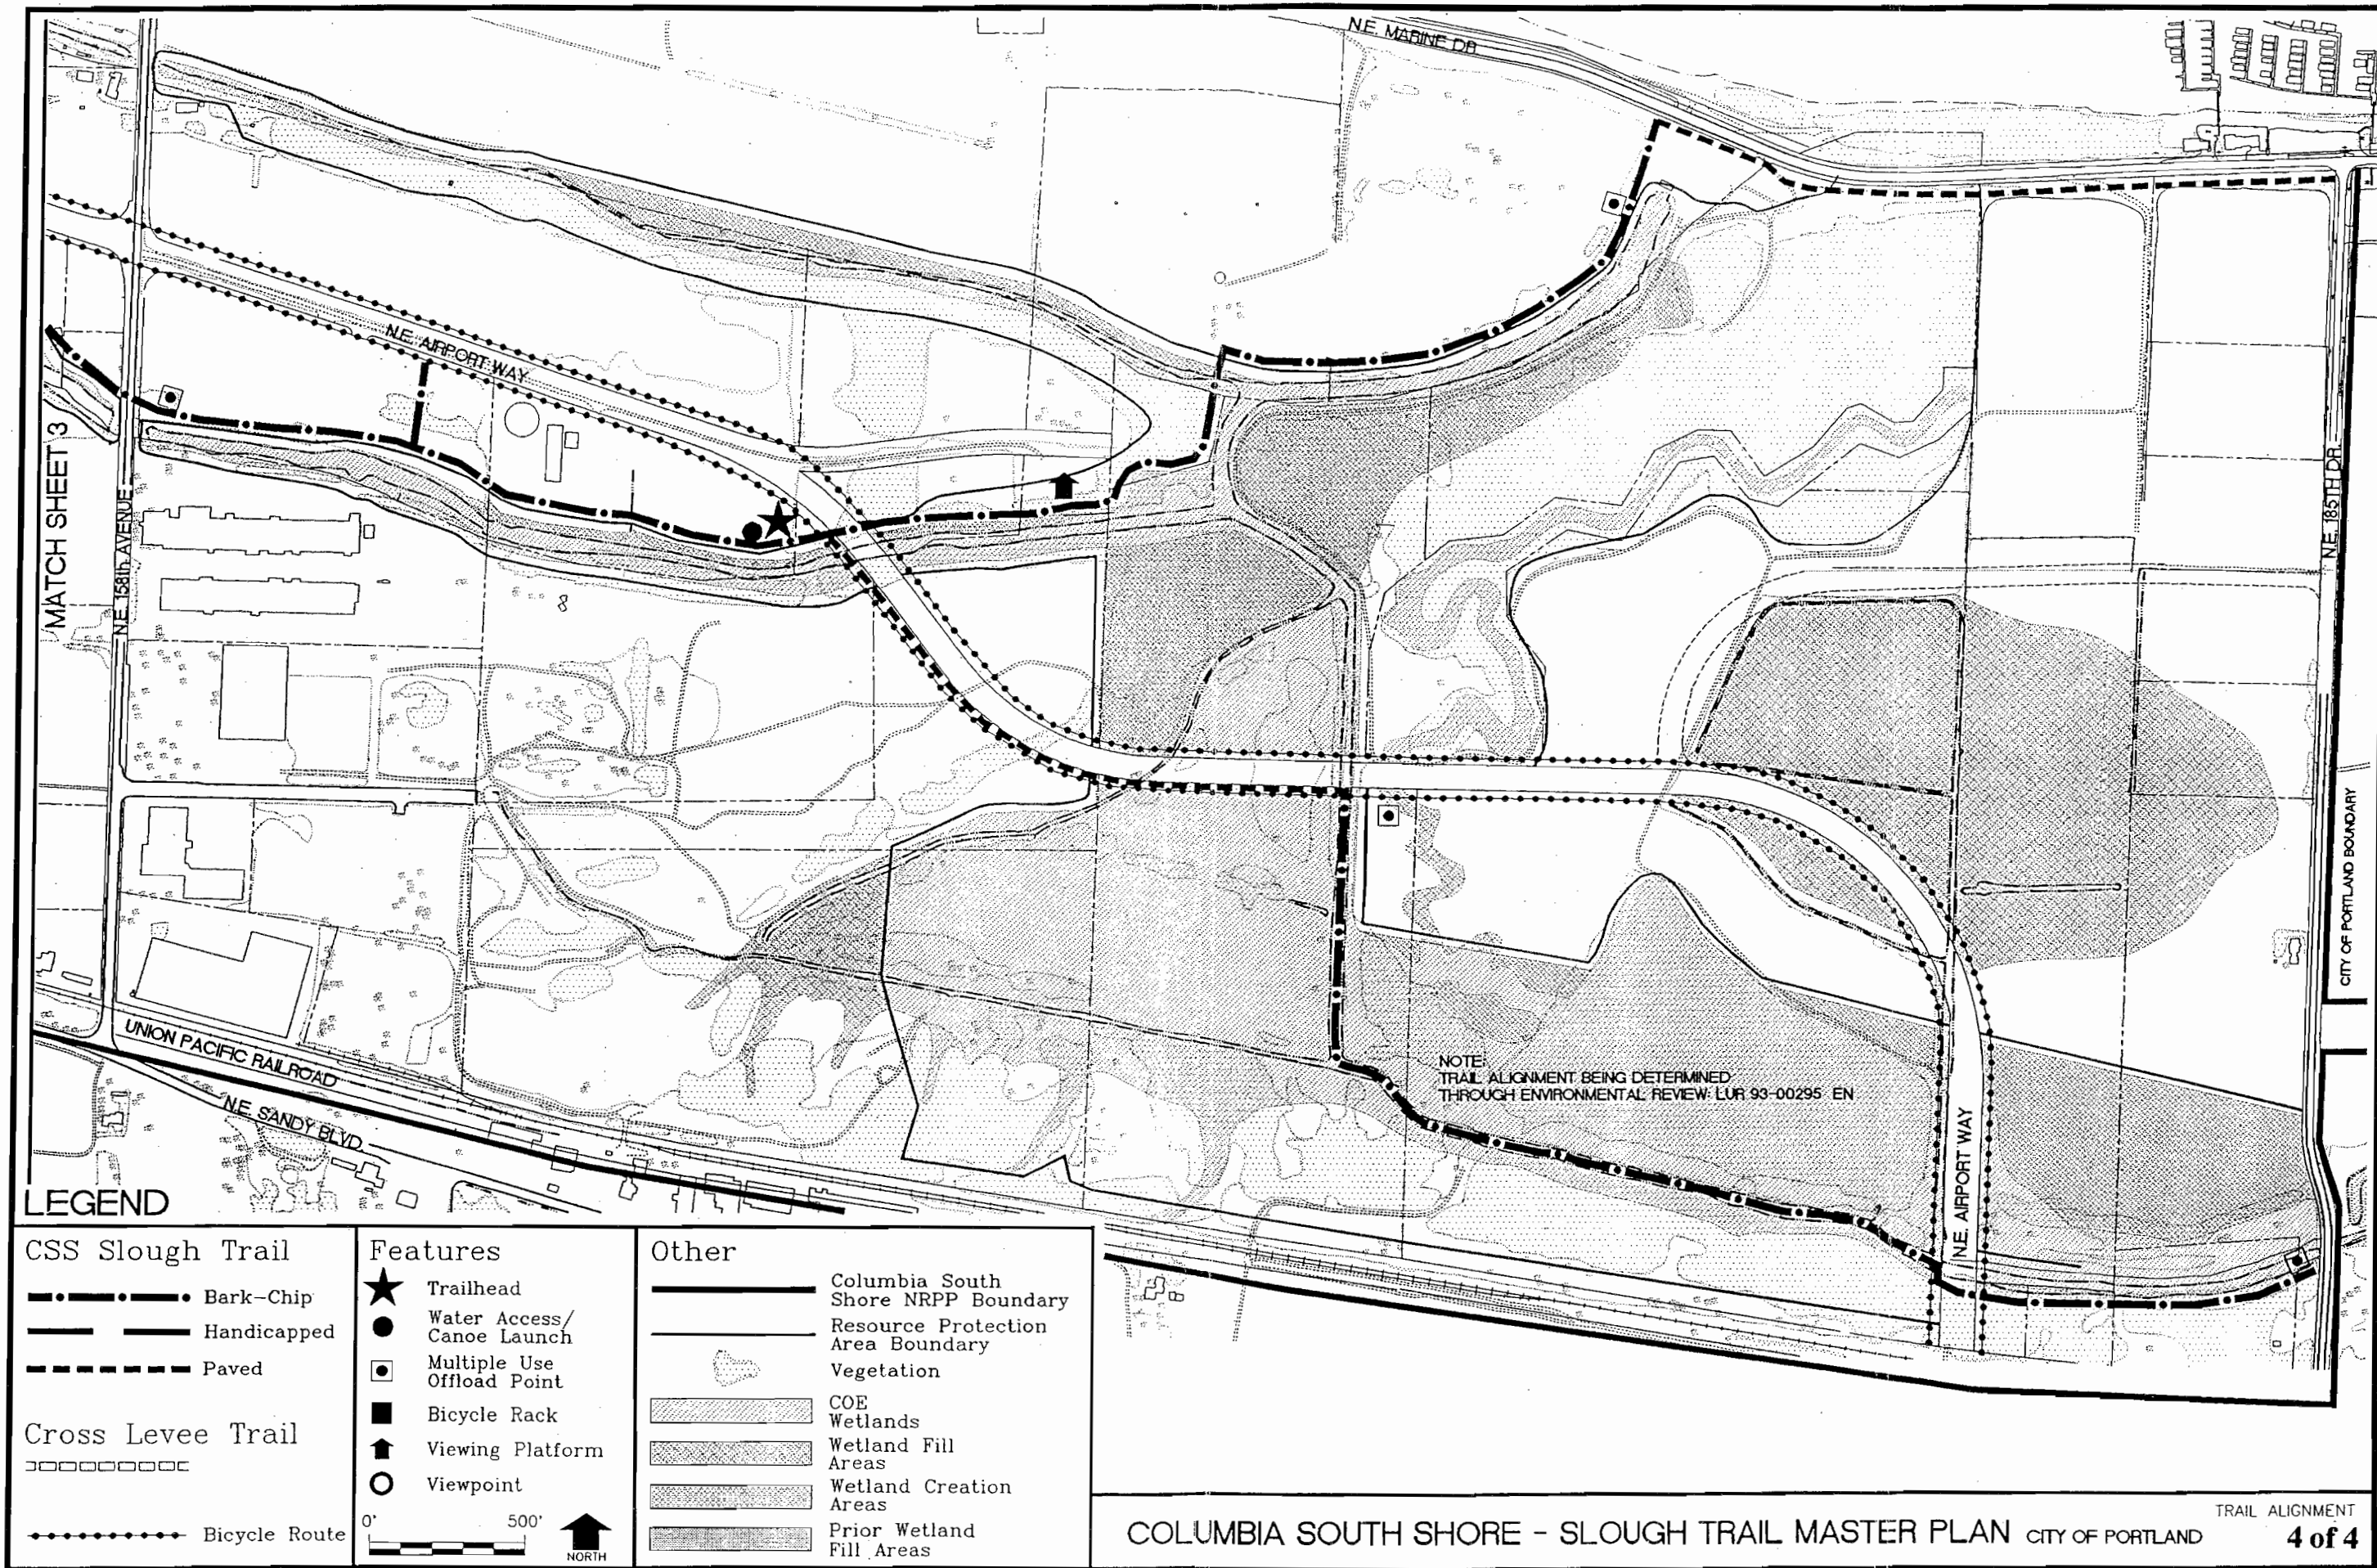 N.E. MARINE DR
N.E. AIRPORT WAY
MATCH SHEET 3
N.E. 158th AVENUE
8
N.E. 185TH DR.
CITY OF PORTLAND BOUNDARY
UNION PACIFIC RAILROAD
N.E. SANDY BLVD.
NOTE:
TRAIL ALIGNMENT BEING DETERMINED
THROUGH ENVIRONMENTAL REVIEW: LUR 93-00295 EN
N.E. AIRPORT WAY
LEGEND
CSS Slough Trail
Bark-Chip
Handicapped
Paved
Cross Levee Trail
Bicycle Route
Features
Trailhead
Water Access/
Canoe Launch
Multiple Use
Offload Point
Bicycle Rack
Viewing Platform
Viewpoint
0'
500'
NORTH
Other
Columbia South
Shore NRPP Boundary
Resource Protection
Area Boundary
Vegetation
COE
Wetlands
Wetland Fill
Areas
Wetland Creation
Areas
Prior Wetland
Fill Areas
COLUMBIA SOUTH SHORE - SLOUGH TRAIL MASTER PLAN CITY OF PORTLAND
TRAIL ALIGNMENT
4 of 4